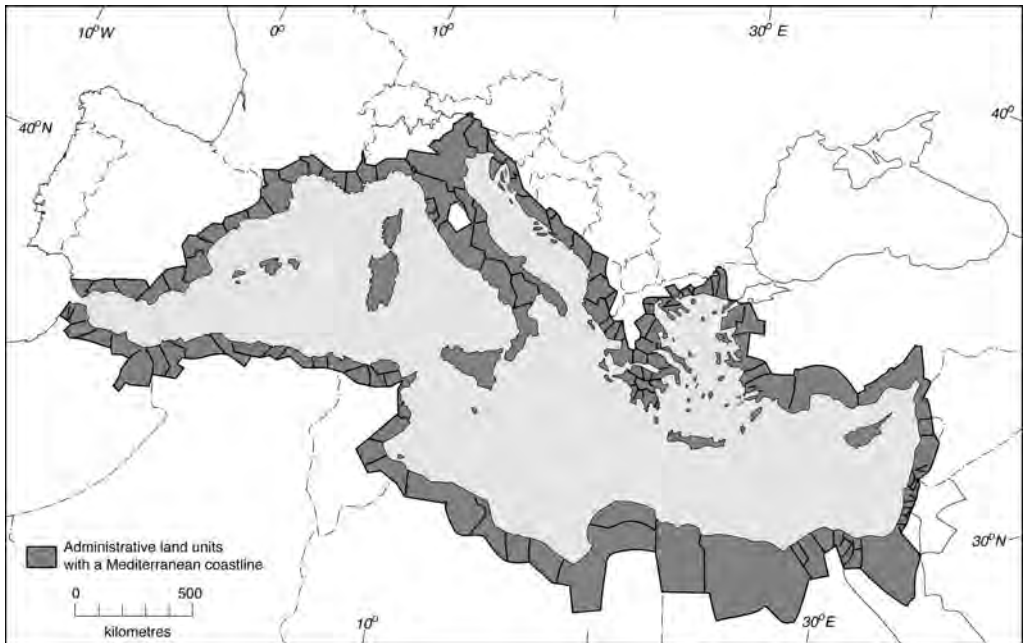 10°W
0°
10°
30° E
40°N
40°
Administrative land units
with a Mediterranean coastline
0 500
kilometres
30°N
10°
30°E